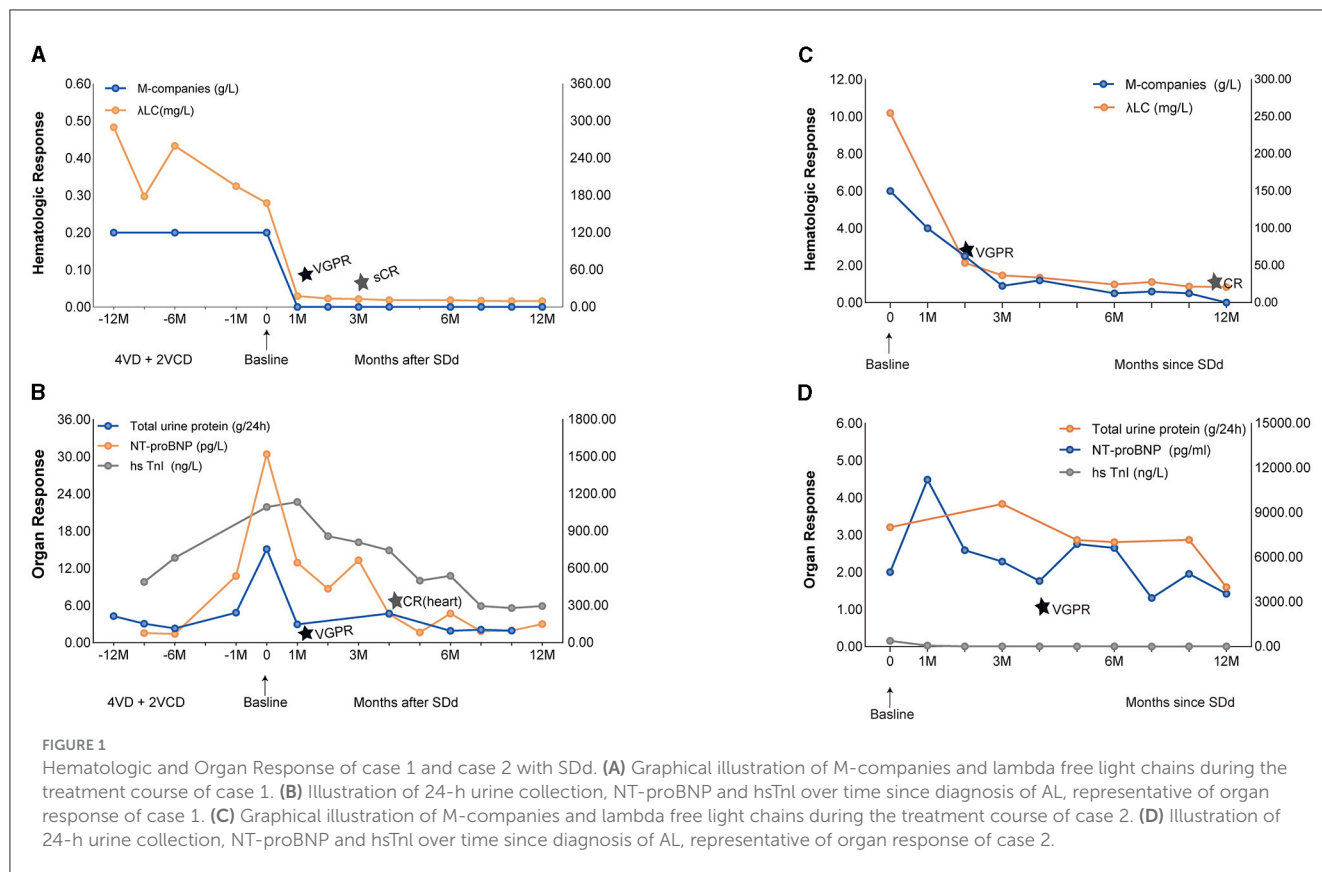 A
0.60
0.50
0.40
0.30
0.20
0.10
0.00
Hematologic Response
M-companies (g/L)
λLC(mg/L)
360.00
300.00
240.00
180.00
120.00
60.00
0.00
VGPR
sCR
-12M
-6M
-1M
0
1M
3M
6M
12M
4VD + 2VCD
Basline
Months after SDd
B
36.00
30.00
24.00
18.00
12.00
6.00
0.00
Organ Response
Total urine protein (g/24h)
NT-proBNP (pg/L)
hs TnI (ng/L)
1800.00
1500.00
1200.00
900.00
600.00
300.00
0.00
CR(heart)
VGPR
-12M
-6M
-1M
0
1M
3M
6M
12M
4VD + 2VCD
Basline
Months after SDd
C
12.00
10.00
8.00
6.00
4.00
2.00
0.00
Hematologic Response
M-companies (g/L)
λLC (mg/L)
300.00
250.00
200.00
150.00
100.00
50.00
0.00
VGPR
CR
0
1M
3M
6M
12M
Basline
Months since SDd
D
6.00
5.00
4.00
3.00
2.00
1.00
0.00
Organ Response
Total urine protein (g/24h)
NT-proBNP (pg/ml)
hs TnI (ng/L)
15000.00
12000.00
9000.00
6000.00
3000.00
0.00
VGPR
0
1M
3M
6M
12M
Basline
Months since SDd
FIGURE 1
Hematologic and Organ Response of case 1 and case 2 with SDd. (A) Graphical illustration of M-companies and lambda free light chains during the
treatment course of case 1. (B) Illustration of 24-h urine collection, NT-proBNP and hsTnl over time since diagnosis of AL, representative of organ
response of case 1. (C) Graphical illustration of M-companies and lambda free light chains during the treatment course of case 2. (D) Illustration of
24-h urine collection, NT-proBNP and hsTnl over time since diagnosis of AL, representative of organ response of case 2.